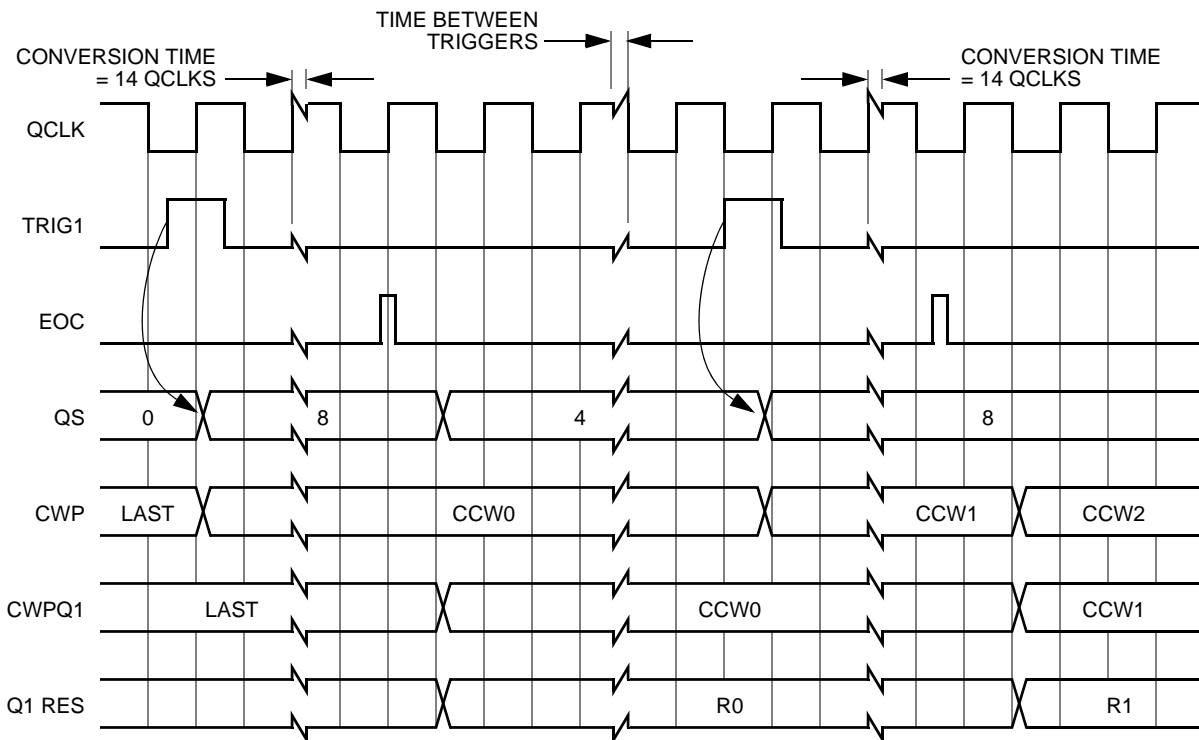 TIME BETWEEN
TRIGGERS
CONVERSION TIME
= 14 QCLKS
CONVERSION TIME
= 14 QCLKS
QCLK
TRIG1
EOC
QS
0
8
4
8
CWP
LAST
CCW0
CCW1
CCW2
CWPQ1
LAST
CCW0
CCW1
Q1 RES
R0
R1